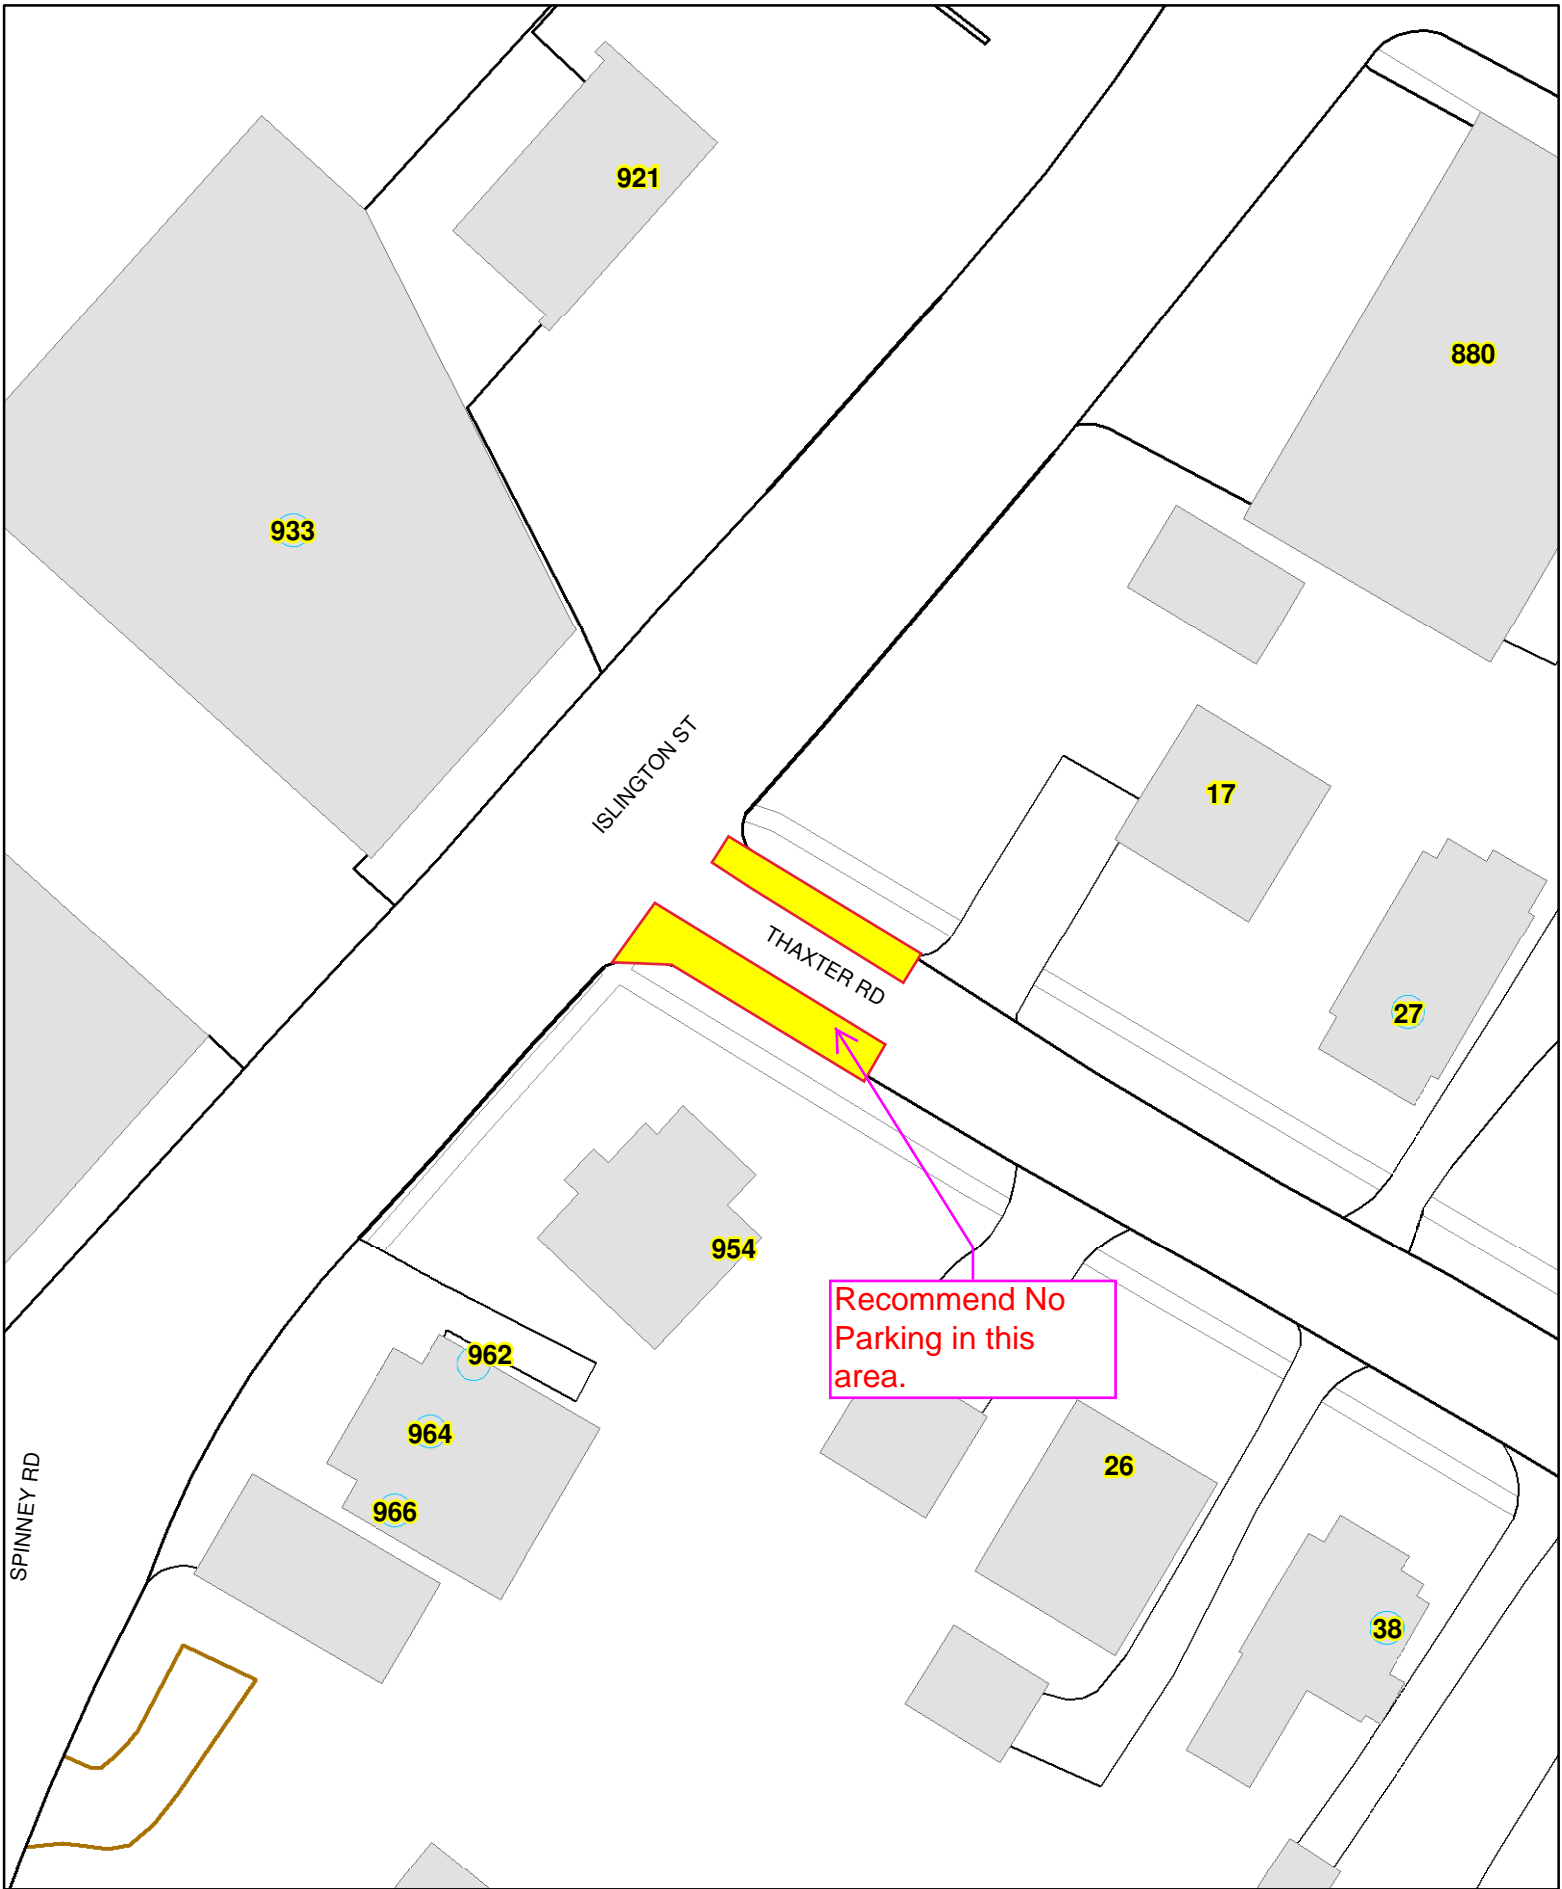 921
880
933
ISLINGTON ST
17
THAXTER RD
27
954
Recommend No
Parking in this
area.
962
964
26
966
SPINNEY RD
38